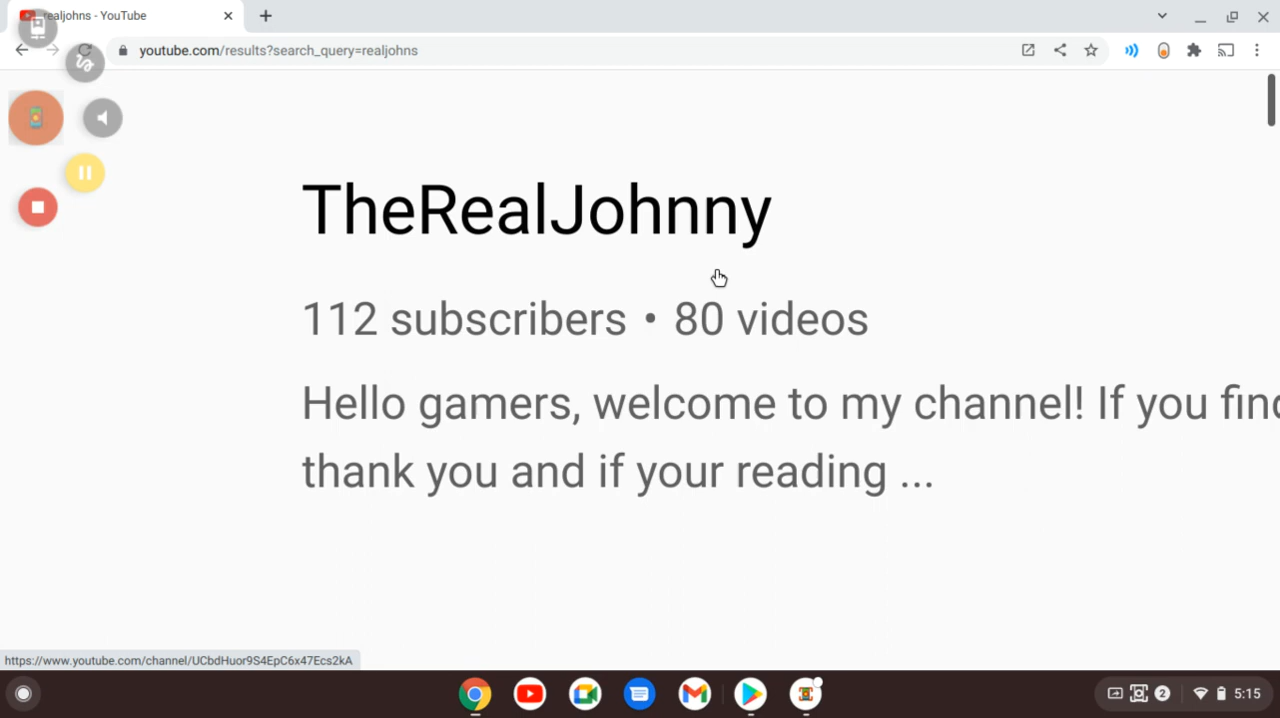 realjohns - YouTube
youtube.com/results?search_query=realjohns
TheRealJohnny
112 subscribers • 80 videos
Hello gamers, welcome to my channel! If you find
thank you and if your reading ...
https://www.youtube.com/channel/UCbdHuor9S4EpC6x47Ecs2kA
2
5:15